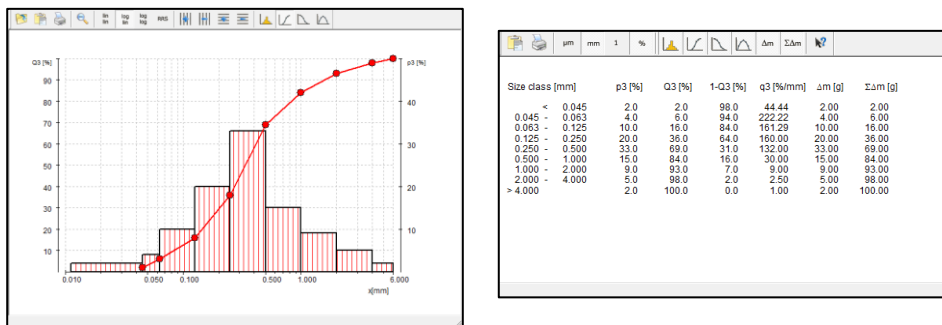 lin lin
log lin
log log
RRS
Q3 [%]
p3 [%]
90
80
70
60
50
40
30
20
10
40
30
20
10
0.010
0.050
0.100
0.500
1.000
6.000
x[mm]
µm mm 1 % Δm ΣΔm
Size class [mm] p3 [%] Q3 [%] 1-Q3 [%] q3 [%/mm] Δm [g] ΣΔm [g]
< 0.045 2.0 2.0 98.0 44.44 2.00 2.00
0.045 - 0.063 4.0 6.0 94.0 222.22 4.00 6.00
0.063 - 0.125 10.0 16.0 84.0 161.29 10.00 16.00
0.125 - 0.250 20.0 36.0 64.0 160.00 20.00 36.00
0.250 - 0.500 33.0 69.0 31.0 132.00 33.00 69.00
0.500 - 1.000 15.0 84.0 16.0 30.00 15.00 84.00
1.000 - 2.000 9.0 93.0 7.0 9.00 9.00 93.00
2.000 - 4.000 5.0 98.0 2.0 2.50 5.00 98.00
> 4.000 2.0 100.0 0.0 1.00 2.00 100.00